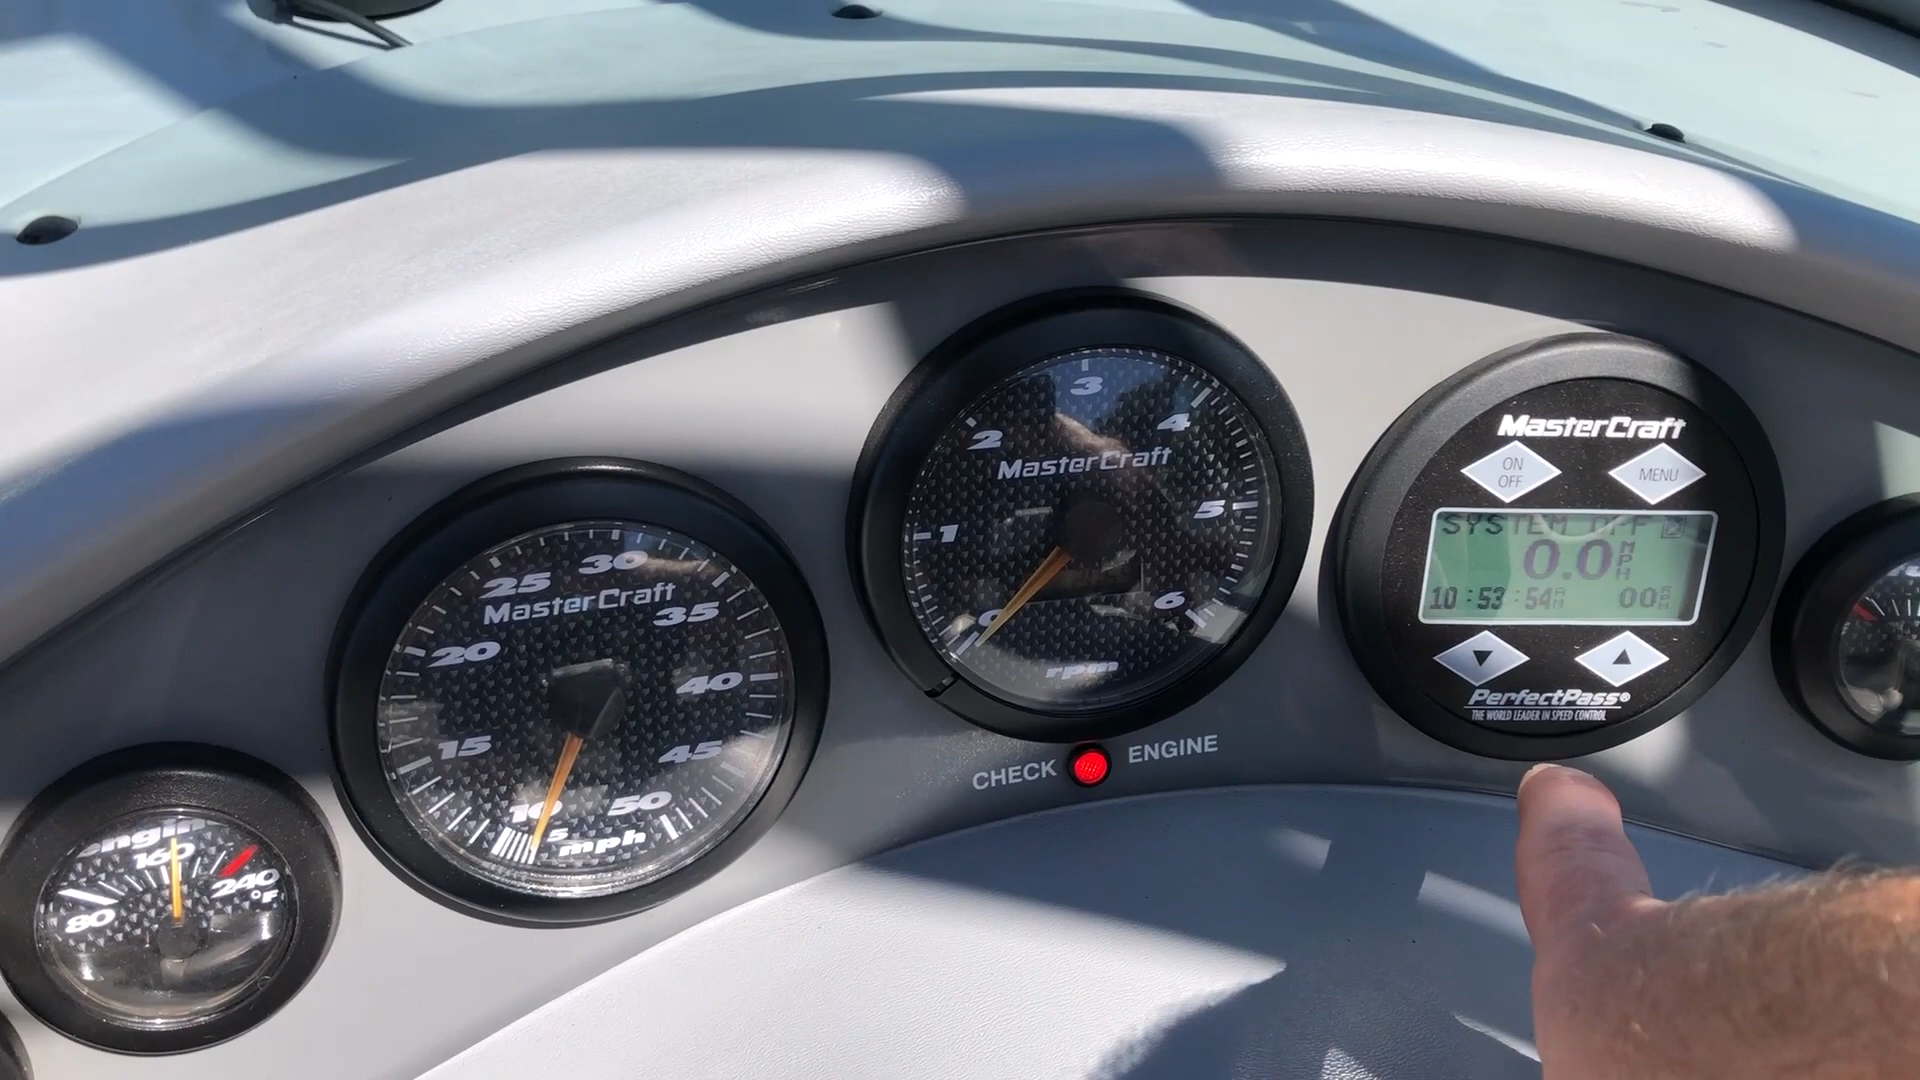 engin
160
240
80
°F
30
25
35
MasterCraft
20
40
15
45
10
50
5
mph
3
2
4
MasterCraft
1
5
0
6
rpm
CHECK ENGINE
MasterCraft
ON
OFF
MENU
SYSTEM OFF
0.0 MPH
10:53:54AM
PerfectPass®
THE WORLD LEADER IN SPEED CONTROL